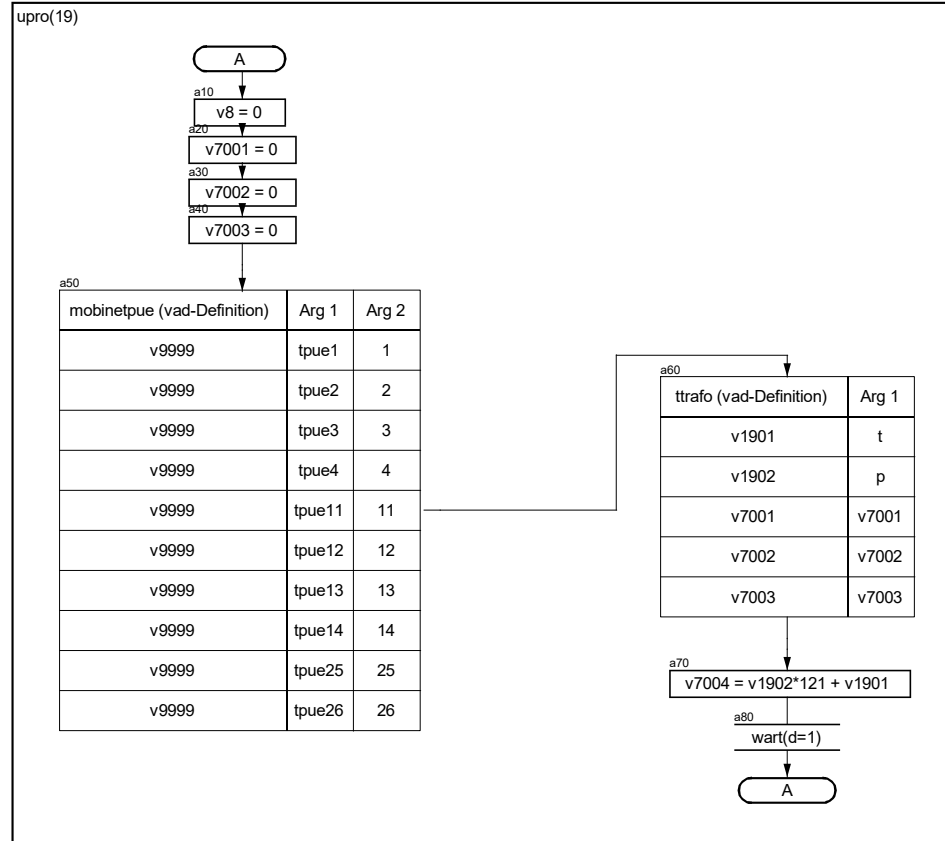 upro(19)
A
a10
v8 = 0
a20
v7001 = 0
a30
v7002 = 0
a40
v7003 = 0
a50
mobinetpue (vad-Definition) Arg 1 Arg 2
v9999 tpue1 1
v9999 tpue2 2
v9999 tpue3 3
v9999 tpue4 4
v9999 tpue11 11
v9999 tpue12 12
v9999 tpue13 13
v9999 tpue14 14
v9999 tpue25 25
v9999 tpue26 26
a60
ttrafo (vad-Definition) Arg 1
v1901 t
v1902 p
v7001 v7001
v7002 v7002
v7003 v7003
a70
v7004 = v1902*121 + v1901
a80
wart(d=1)
A